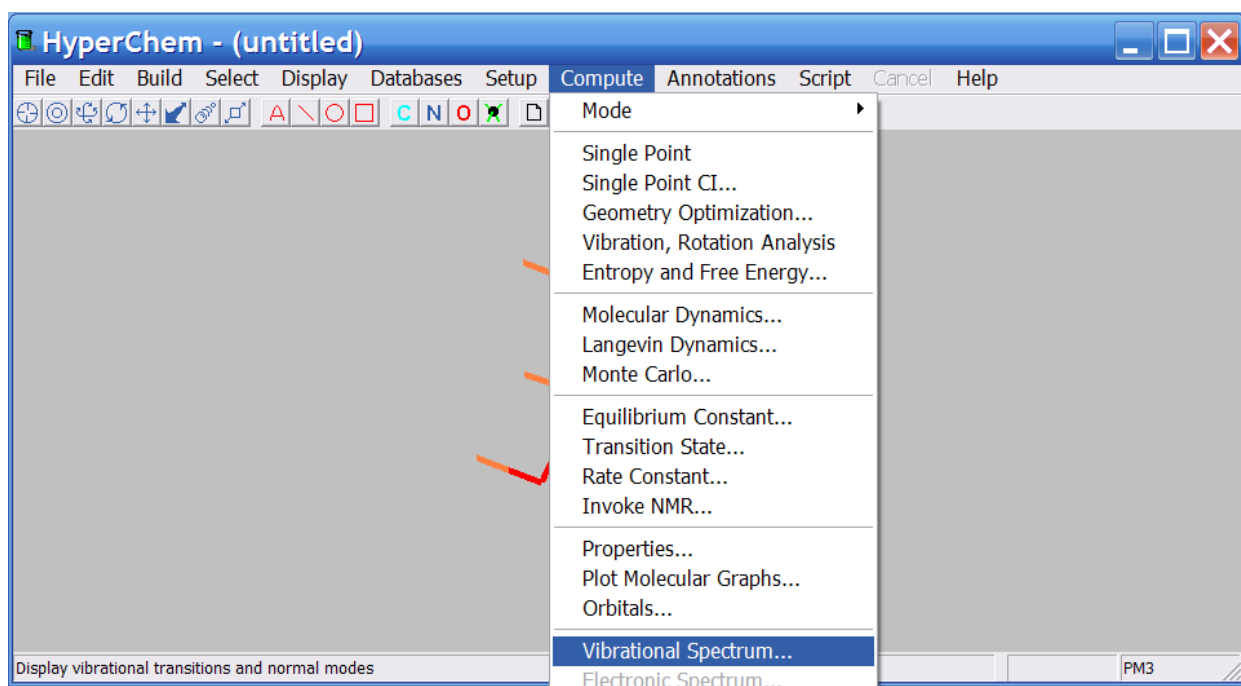 HyperChem - (untitled)
File Edit Build Select Display Databases Setup Compute Annotations Script Cancel Help
A C N O
Mode
Single Point
Single Point CI...
Geometry Optimization...
Vibration, Rotation Analysis
Entropy and Free Energy...
Molecular Dynamics...
Langevin Dynamics...
Monte Carlo...
Equilibrium Constant...
Transition State...
Rate Constant...
Invoke NMR...
Properties...
Plot Molecular Graphs...
Orbitals...
Vibrational Spectrum...
Electronic Spectrum...
Display vibrational transitions and normal modes
PM3